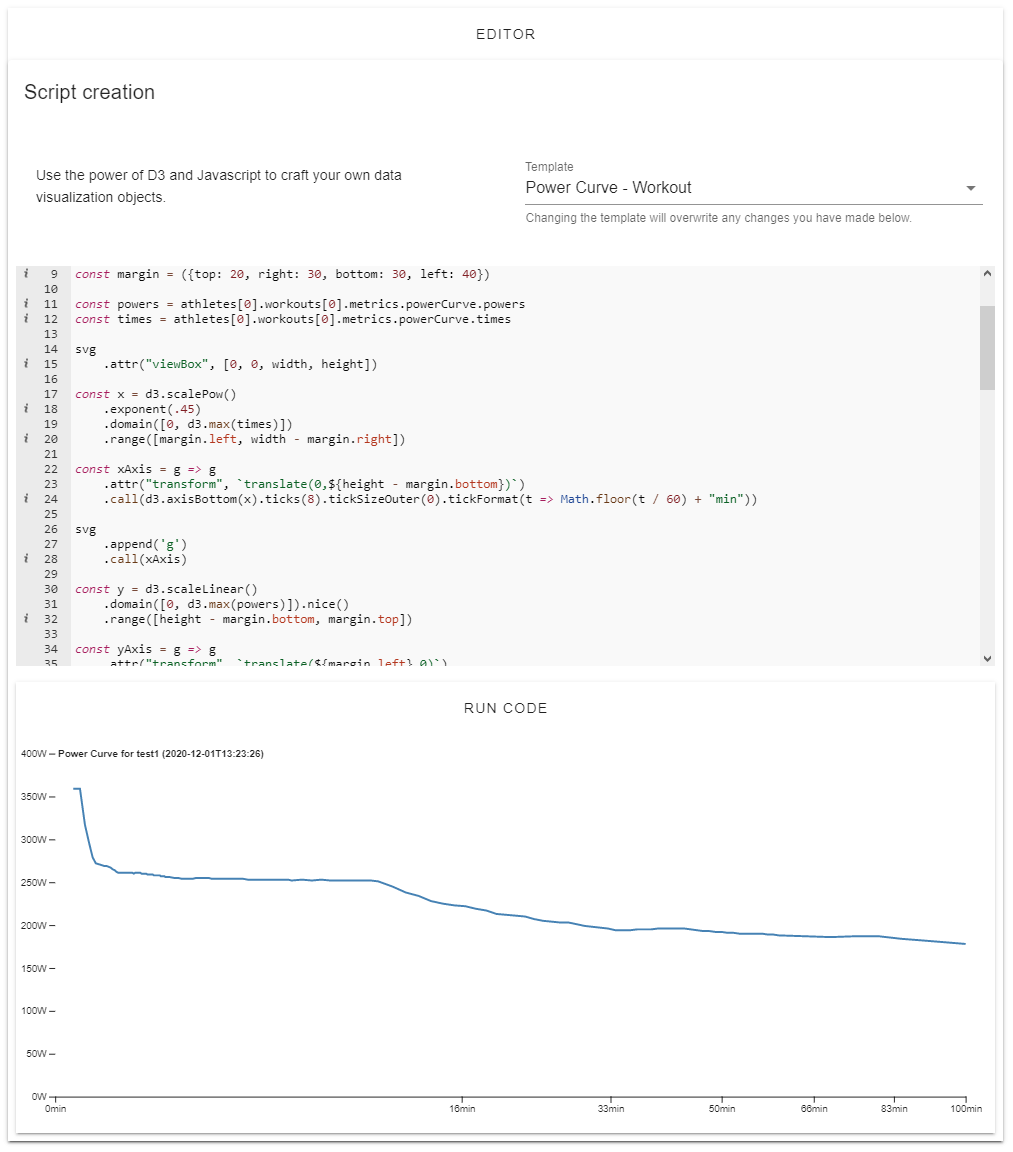 EDITOR
Script creation
Use the power of D3 and Javascript to craft your own data
visualization objects.
Template
Power Curve - Workout
Changing the template will overwrite any changes you have made below.
i 9 const margin = ({top: 20, right: 30, bottom: 30, left: 40})
10
i 11 const powers = athletes[0].workouts[0].metrics.powerCurve.powers
i 12 const times = athletes[0].workouts[0].metrics.powerCurve.times
13
14 svg
i 15 .attr("viewBox", [0, 0, width, height])
16
17 const x = d3.scalePow()
i 18 .exponent(.45)
19 .domain([0, d3.max(times)])
i 20 .range([margin.left, width - margin.right])
21
22 const xAxis = g => g
23 .attr("transform", `translate(0,${height - margin.bottom})`)
i 24 .call(d3.axisBottom(x).ticks(8).tickSizeOuter(0).tickFormat(t => Math.floor(t / 60) + "min"))
25
26 svg
27 .append('g')
i 28 .call(xAxis)
29
30 const y = d3.scaleLinear()
31 .domain([0, d3.max(powers)]).nice()
i 32 .range([height - margin.bottom, margin.top])
33
34 const yAxis = g => g
35 .attr("transform", `translate(${margin.left},0)`)
RUN CODE
400W Power Curve for test1 (2020-12-01T13:23:26)
350W
300W
250W
200W
150W
100W
50W
0W
0min 16min 33min 50min 66min 83min 100min